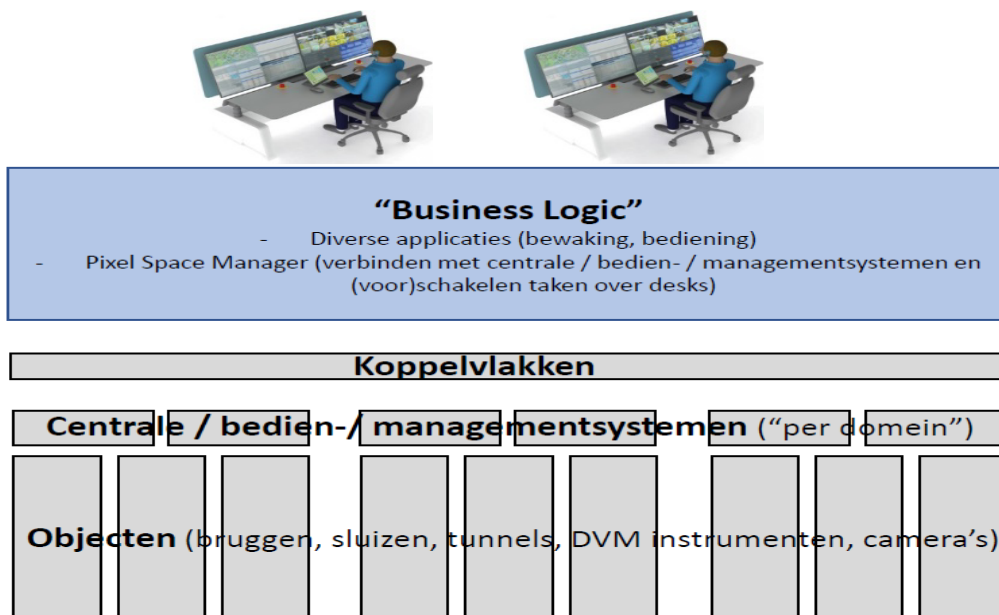 “Business Logic”
- Diverse applicaties (bewaking, bediening)
- Pixel Space Manager (verbinden met centrale / bedien- / managementsystemen en
(voor)schakelen taken over desks)
Koppelvlakken
Centrale / bedien-/ managementsystemen (“per domein”)
Objecten (bruggen, sluizen, tunnels, DVM instrumenten, camera’s)